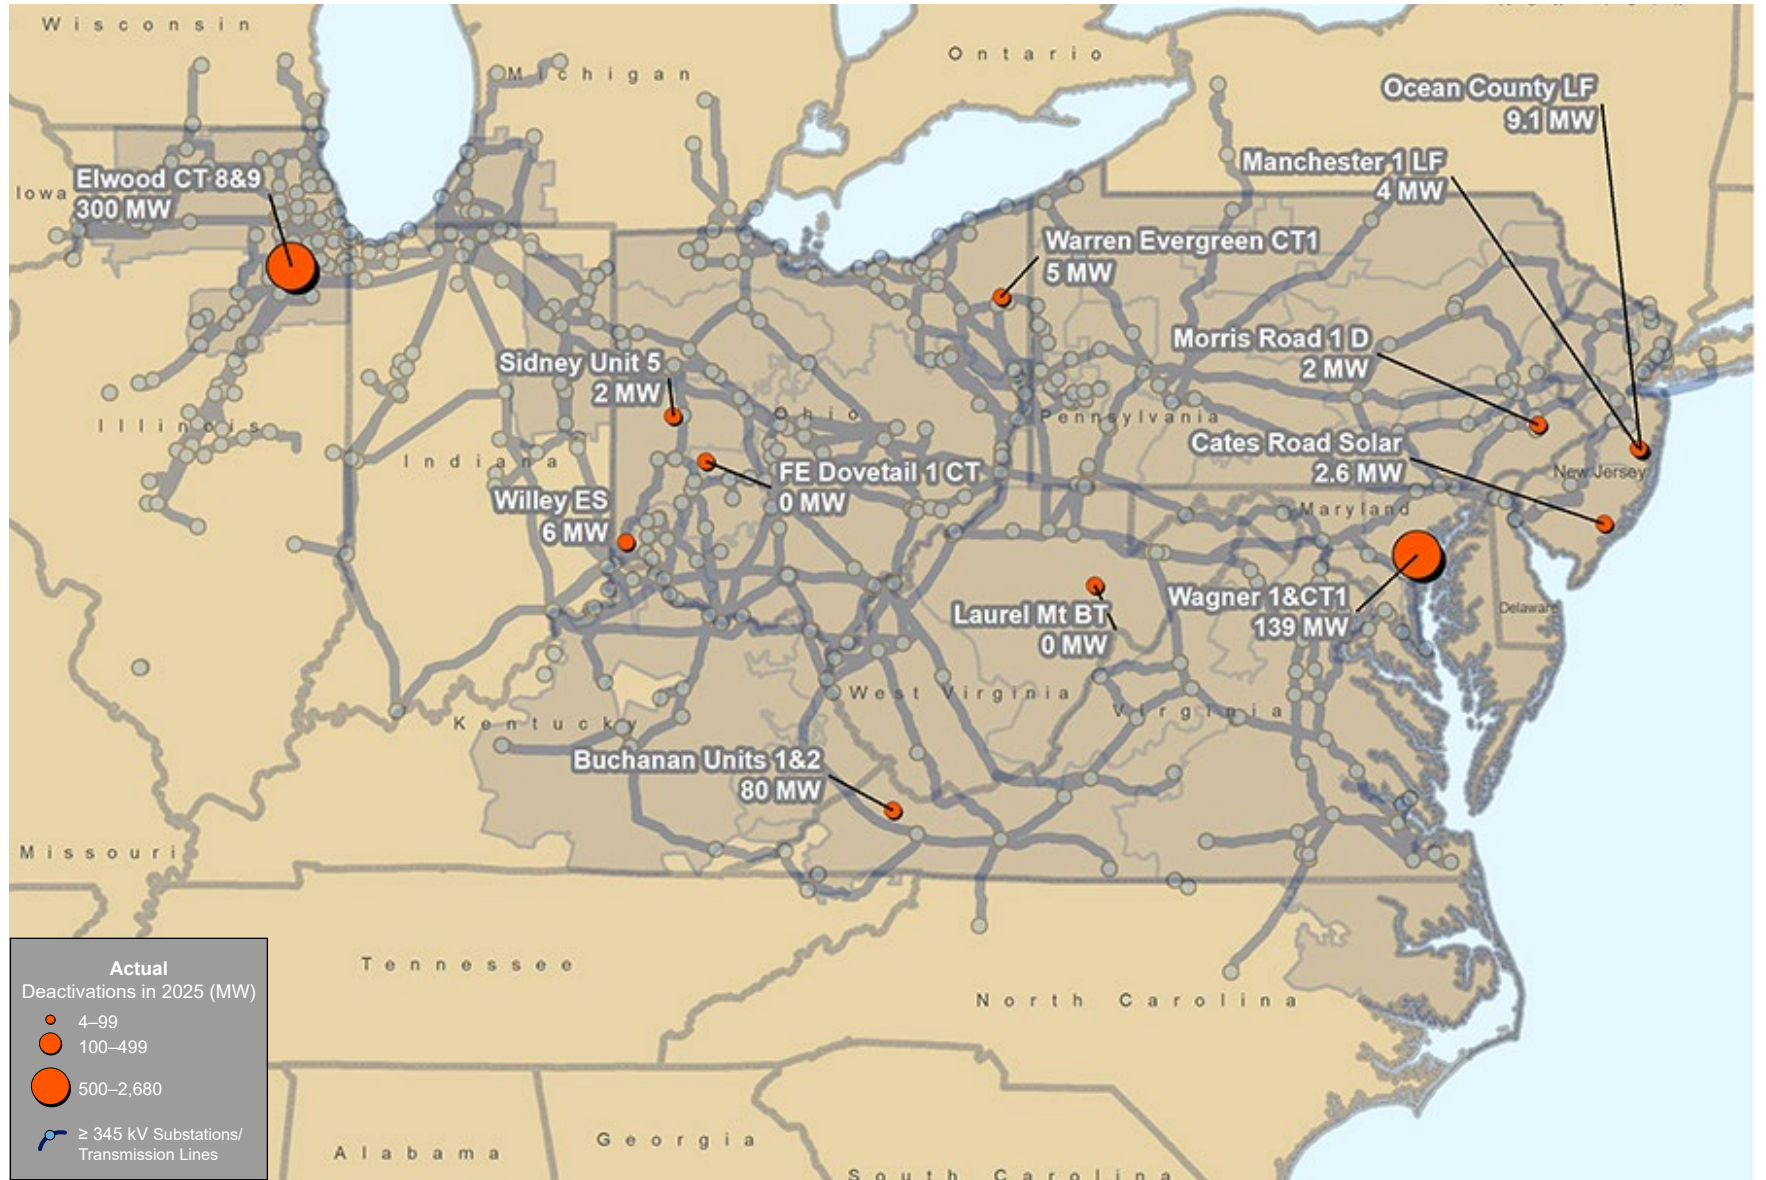 Wisconsin
Michigan
Ontario
Ocean County LF
9.1 MW
Manchester 1 LF
4 MW
Elwood CT 8&9
300 MW
Iowa
Warren Evergreen CT1
5 MW
Morris Road 1 D
2 MW
Sidney Unit 5
2 MW
Illinois
Indiana
Ohio
Pennsylvania
Cates Road Solar
2.6 MW
New Jersey
FE Dovetail 1 CT
0 MW
Willey ES
6 MW
Maryland
Laurel Mt BT
0 MW
Wagner 1&CT1
139 MW
Delaware
West Virginia
Virginia
Kentucky
Buchanan Units 1&2
80 MW
Missouri
Tennessee
North Carolina
Alabama
Georgia
South Carolina
Actual
Deactivations in 2025 (MW)
4–99
100–499
500–2,680
≥ 345 kV Substations/
Transmission Lines